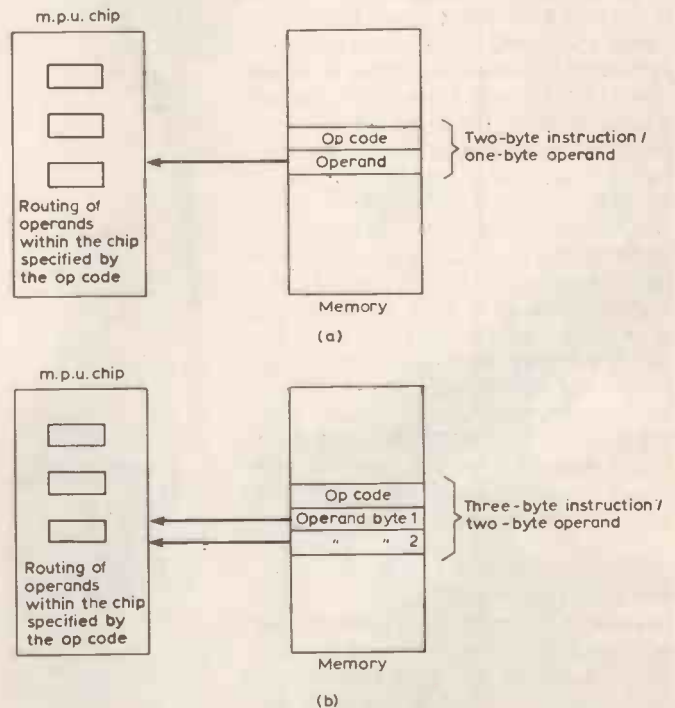 m.p.u. chip
Op code
Operand
Two-byte instruction /
one-byte operand
Routing of
operands
within the chip
specified by
the op code
Memory
(a)
m.p.u. chip
Op code
Operand byte 1
" " 2
Three-byte instruction /
two-byte operand
Routing of
operands
within the chip
specified by
the op code
Memory
(b)